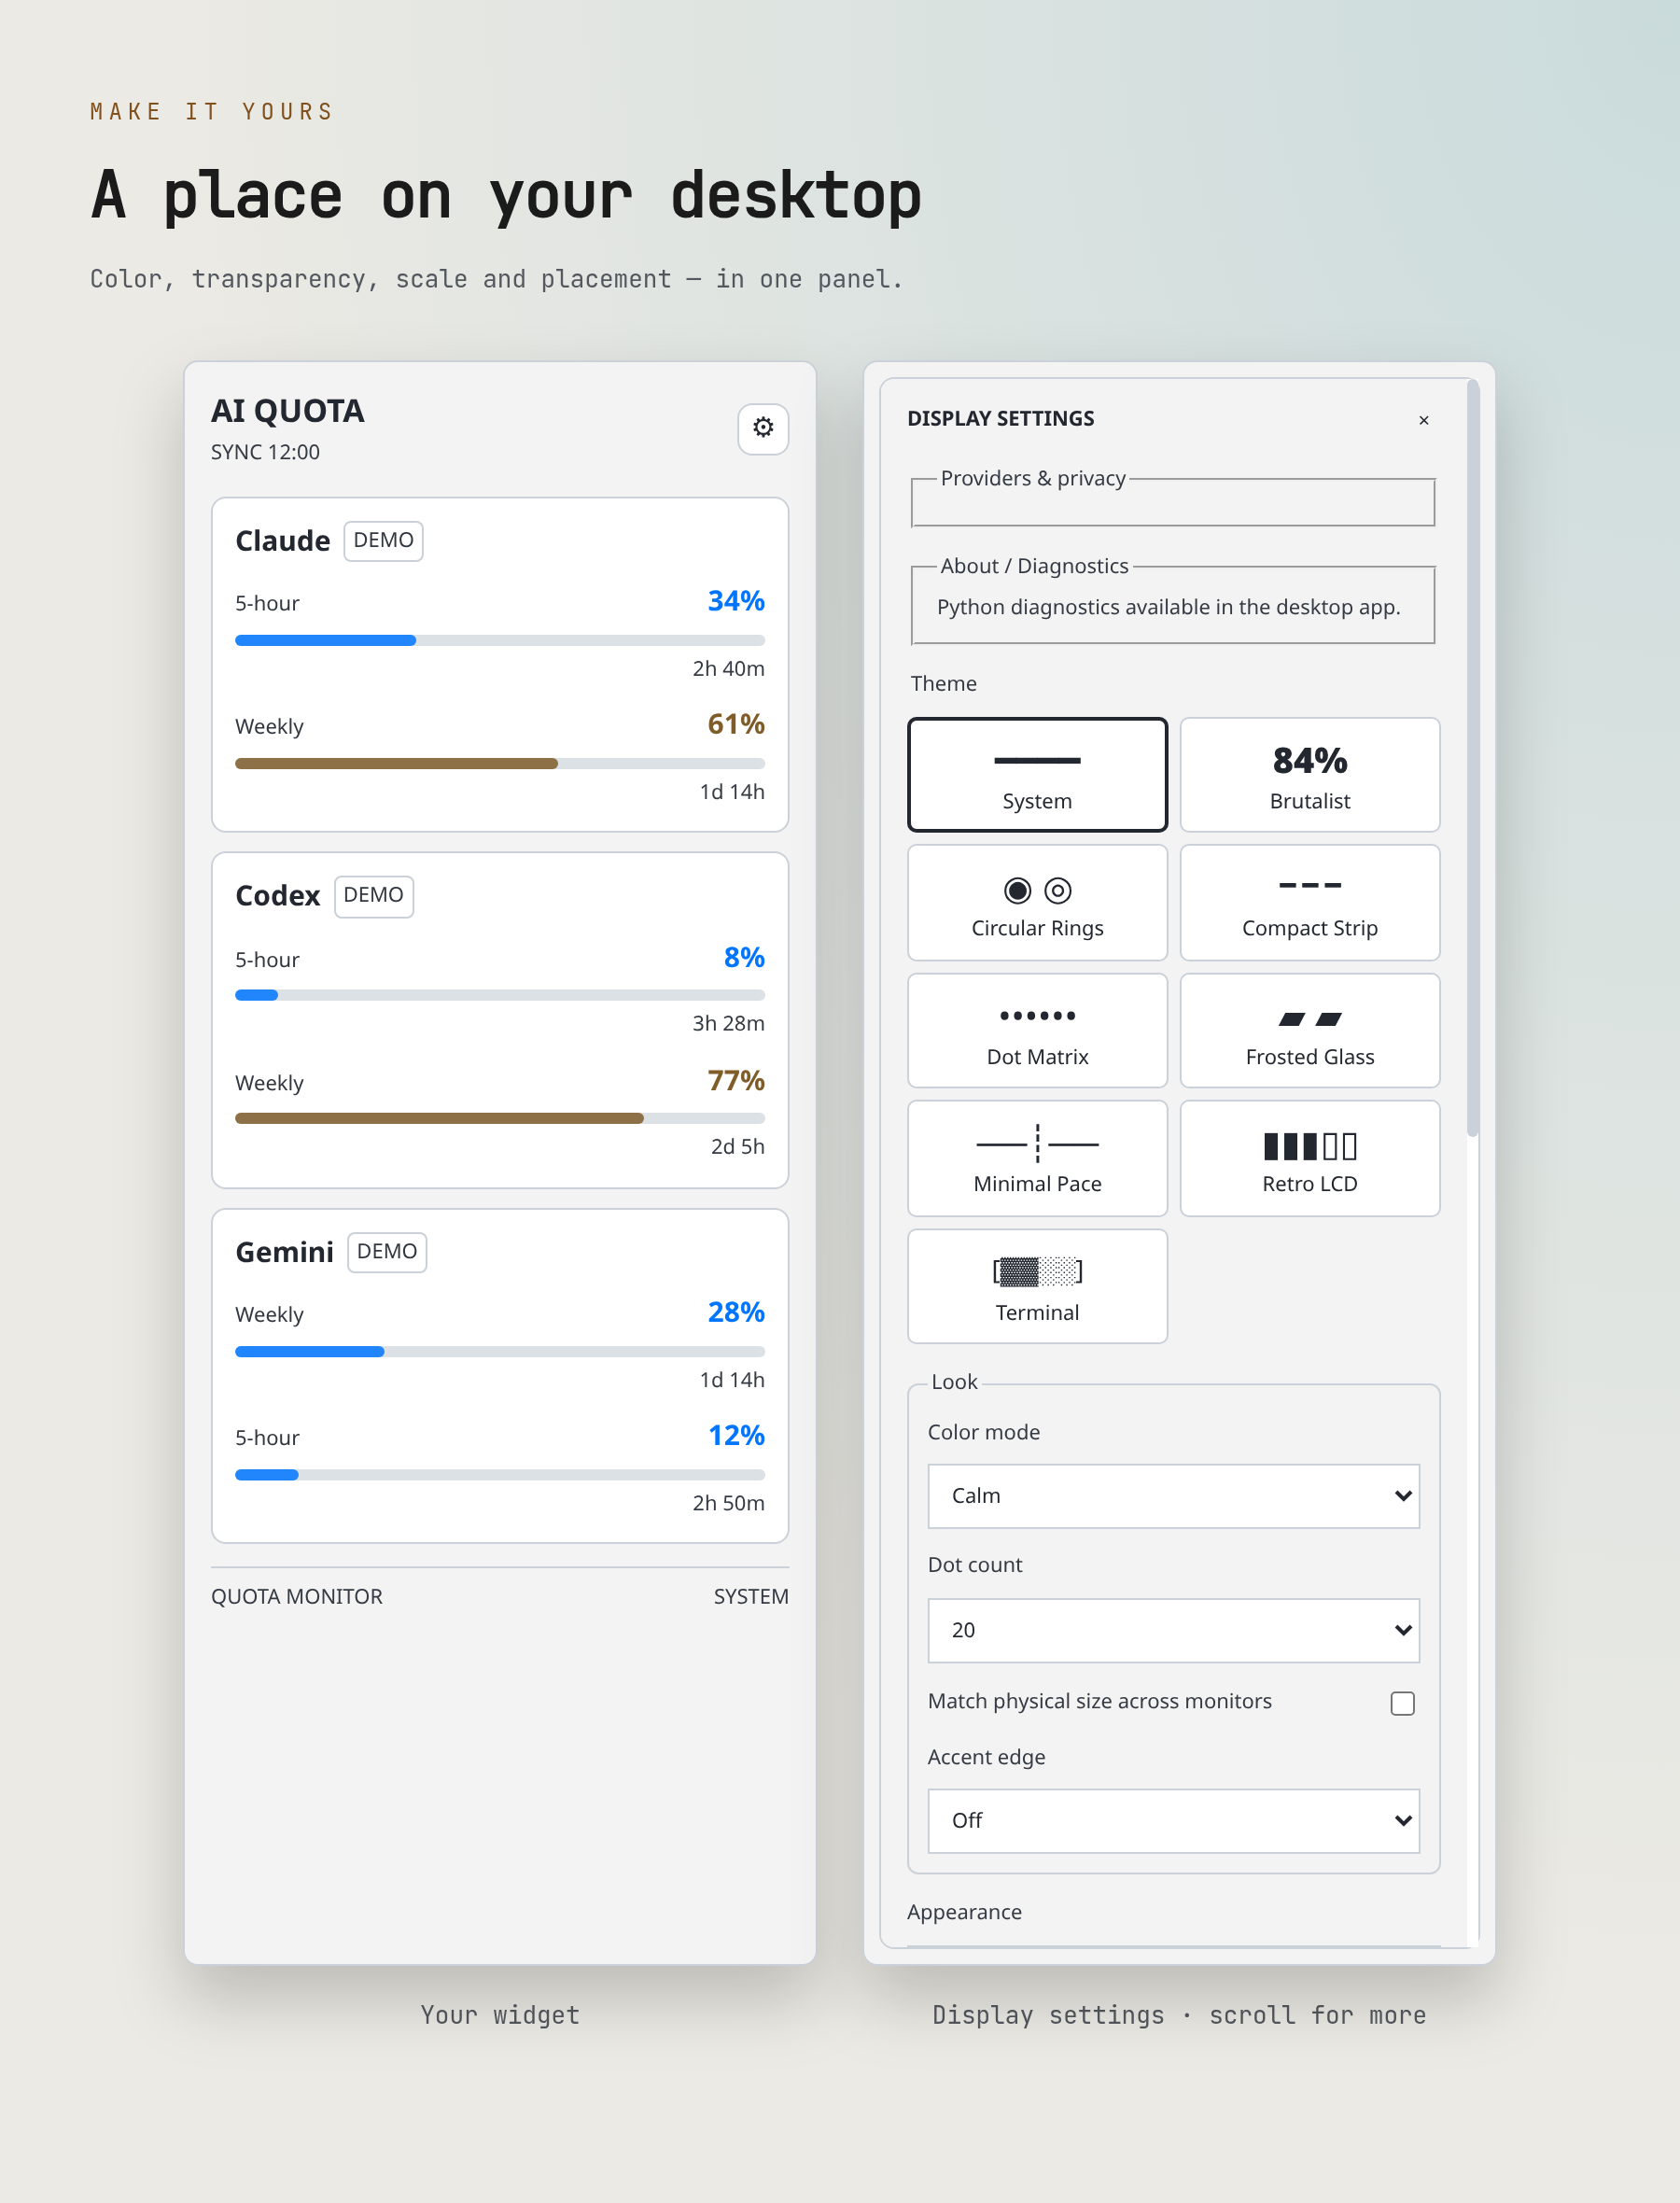 MAKE IT YOURS
A place on your desktop
Color, transparency, scale and placement — in one panel.
AI QUOTA
SYNC 12:00
Claude DEMO
5-hour 34%
2h 40m
Weekly 61%
1d 14h
Codex DEMO
5-hour 8%
3h 28m
Weekly 77%
2d 5h
Gemini DEMO
Weekly 28%
1d 14h
5-hour 12%
2h 50m
QUOTA MONITOR SYSTEM
Your widget
DISPLAY SETTINGS ×
Providers & privacy
About / Diagnostics
Python diagnostics available in the desktop app.
Theme
System
84%
Brutalist
Circular Rings
Compact Strip
Dot Matrix
Frosted Glass
Minimal Pace
Retro LCD
Terminal
Look
Color mode
Calm
Dot count
20
Match physical size across monitors
Accent edge
Off
Appearance
Display settings · scroll for more